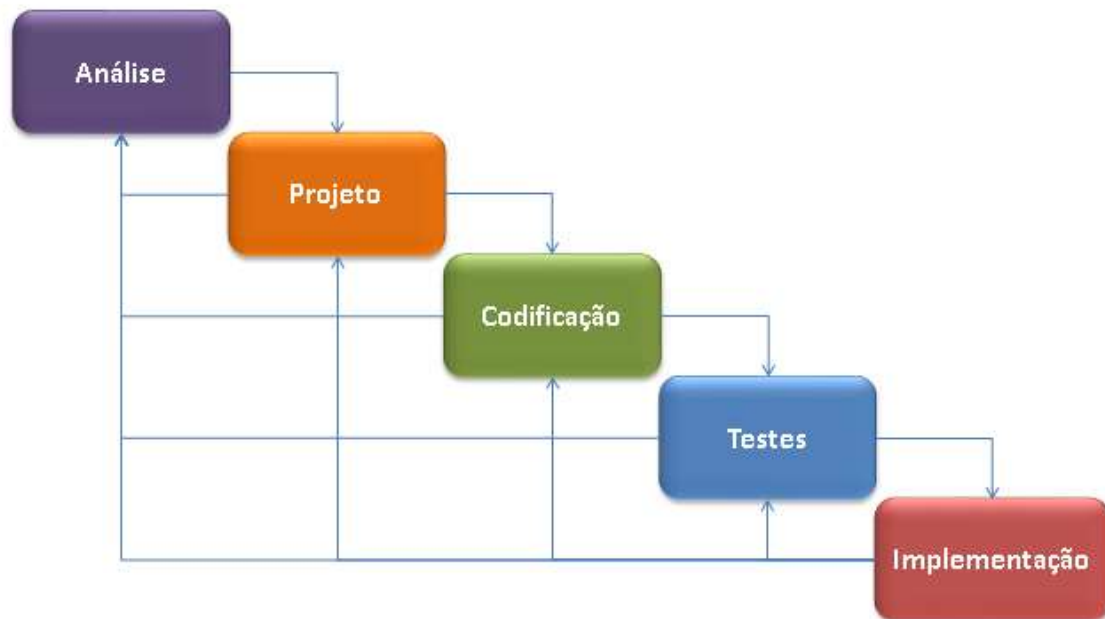 Análise
Projeto
Codificação
Testes
Implementação